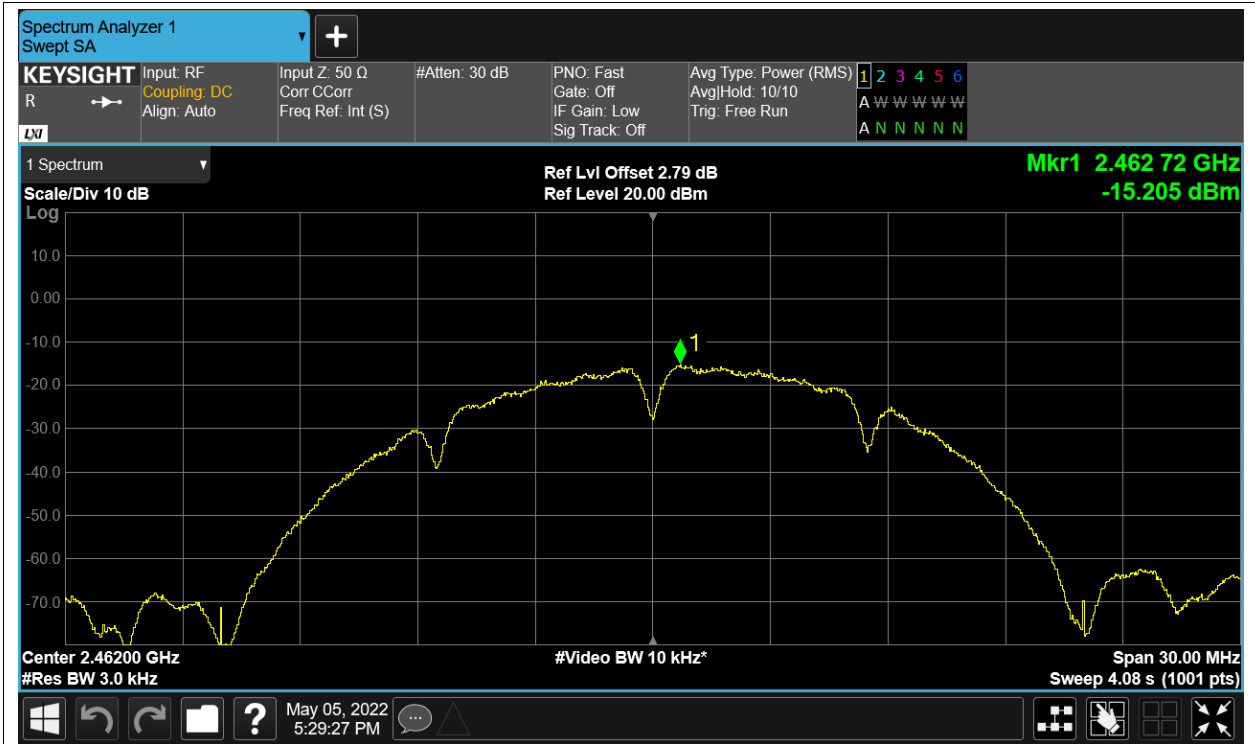 Spectrum Analyzer 1
Swept SA
KEYSIGHT
R
LXI
Input: RF
Coupling: DC
Align: Auto
Input Z: 50 Ω
Corr CCorr
Freq Ref: Int (S)
#Atten: 30 dB
PNO: Fast
Gate: Off
IF Gain: Low
Sig Track: Off
Avg Type: Power (RMS)
Avg|Hold: 10/10
Trig: Free Run
1 2 3 4 5 6
A W W W W W
A N N N N N
1 Spectrum
Scale/Div 10 dB
Log
Ref Lvl Offset 2.79 dB
Ref Level 20.00 dBm
Mkr1 2.462 72 GHz
-15.205 dBm
10.0
0.00
-10.0
-20.0
-30.0
-40.0
-50.0
-60.0
-70.0
1
Center 2.46200 GHz
#Res BW 3.0 kHz
#Video BW 10 kHz*
Span 30.00 MHz
Sweep 4.08 s (1001 pts)
?
May 05, 2022
5:29:27 PM